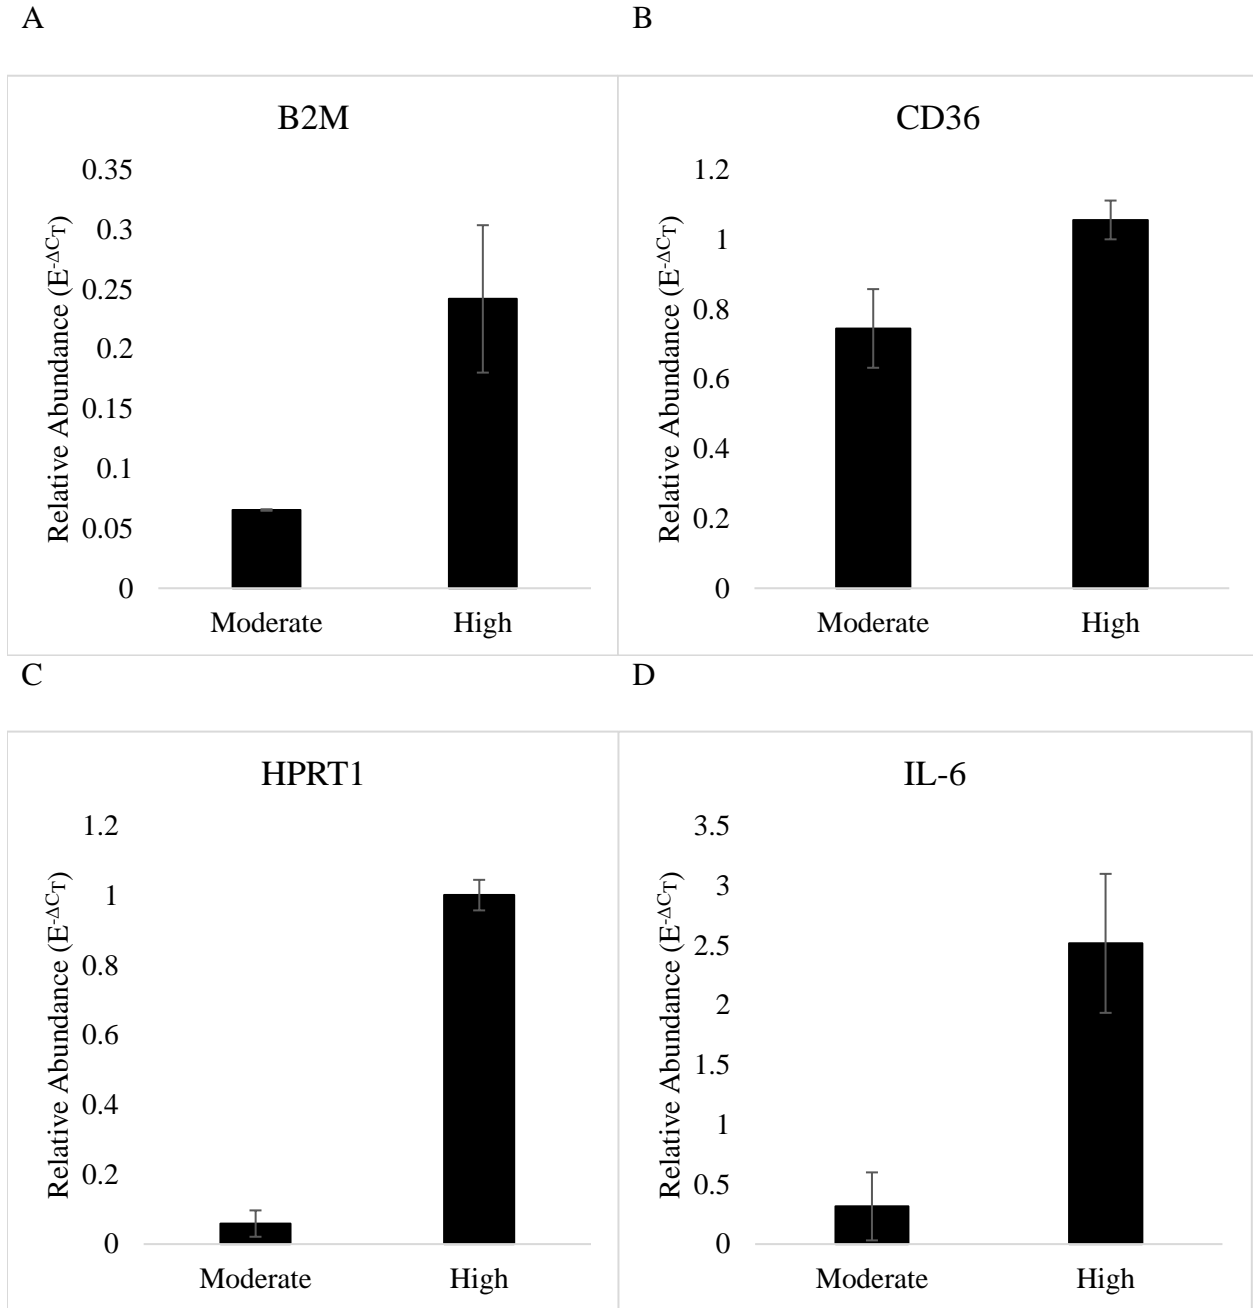 A
B
B2M
0.35
0.3
0.25
0.2
0.15
0.1
0.05
0
Relative Abundance (E-ΔCT)
Moderate High
CD36
1.2
1
0.8
0.6
0.4
0.2
0
Relative Abundance (E-ΔCT)
Moderate High
C
D
HPRT1
1.2
1
0.8
0.6
0.4
0.2
0
Relative Abundance (E-ΔCT)
Moderate High
IL-6
3.5
3
2.5
2
1.5
1
0.5
0
Relative Abundance (E-ΔCT)
Moderate High